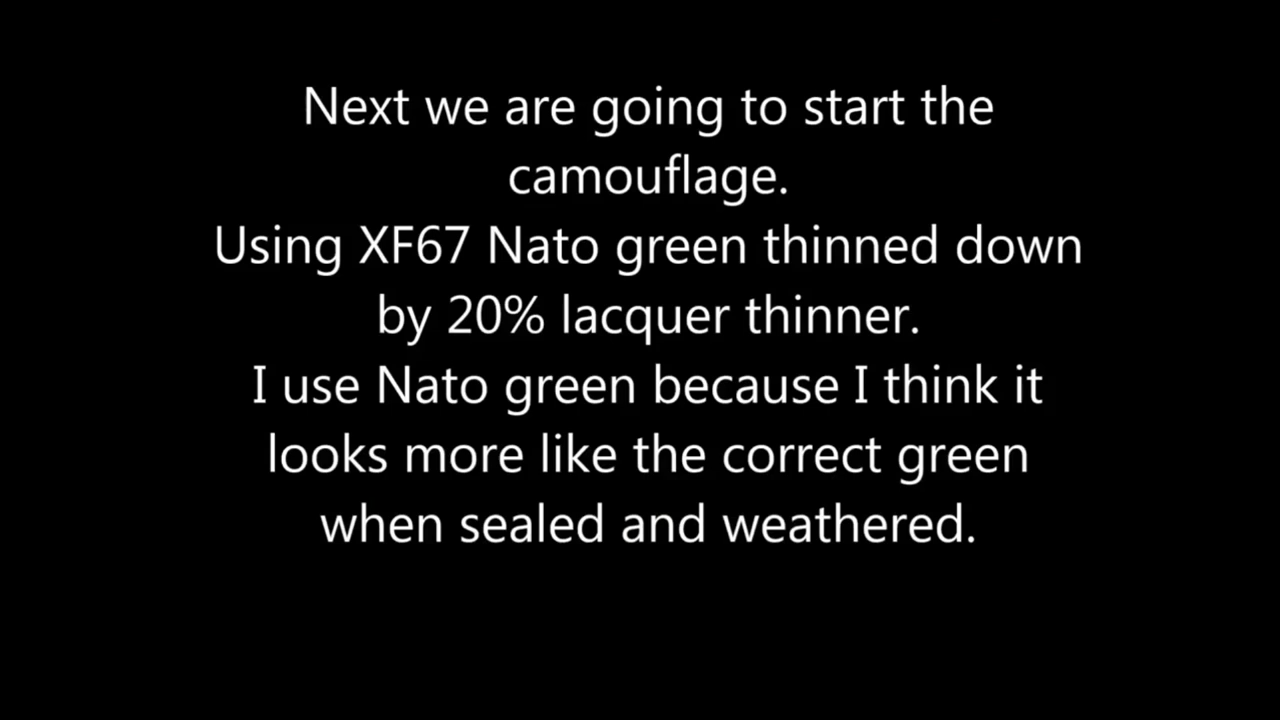 Next we are going to start the
camouflage.
Using XF67 Nato green thinned down
by 20% lacquer thinner.
I use Nato green because I think it
looks more like the correct green
when sealed and weathered.